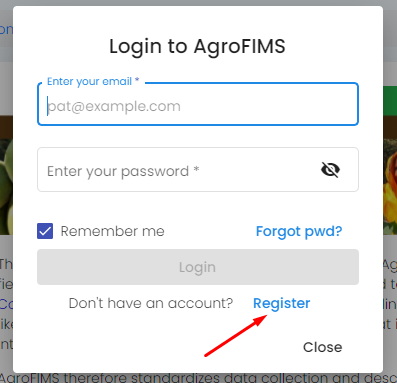 Login to AgroFIMS
Enter your email *
pat@example.com
Enter your password *
Remember me Forgot pwd?
Login
Don't have an account? Register
Close
AgroFIMS therefore standardizes data collection and desc